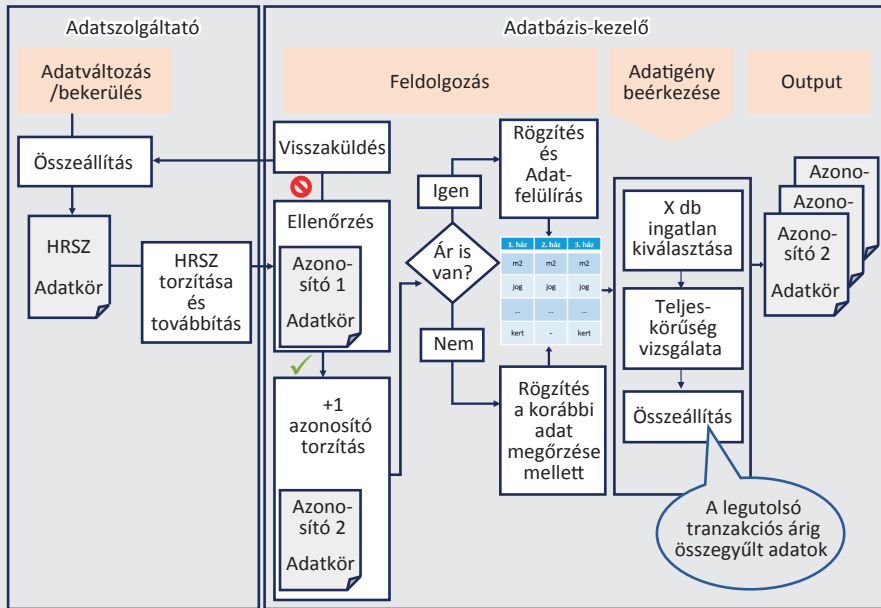 Adatszolgáltató
Adatváltozás
/bekerülés
Összeállítás
HRSZ
Adatkör
HRSZ
torzítása
és
továbbítás
Adatbázis-kezelő
Feldolgozás
Visszaküldés
Ellenőrzés
Azono-
sító 1
Adatkör
+1
azonosító
torzítás
Azono-
sító 2
Adatkör
Ár is
van?
Igen
Nem
Rögzítés
és
Adat-
felülírás
1. ház 2. ház 3. ház
m2 m2 m2
jog jog jog
... ... ...
kert - kert
Rögzítés
a korábbi
adat
megőrzése
mellett
Adatigény
beérkezése
X db
ingatlan
kiválasztása
Teljes-
körűség
vizsgálata
Összeállítás
A legutolsó
tranzakciós árig
összegyűlt adatok
Output
Azono-
Azono-
Azono-
sító 2
Adatkör